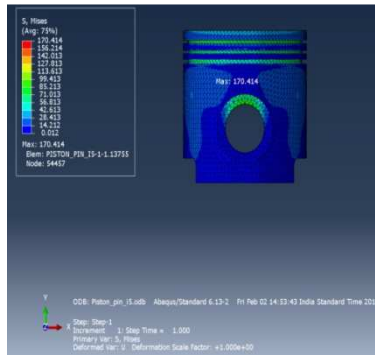 S, Mises
(Avg: 75%)
170.414
156.214
142.013
127.813
113.613
99.413
85.213
71.013
56.813
42.613
28.413
14.212
0.012
Max: 170.414
Elem: PISTON_PIN_I5-1-1.13755
Node: 54457
Max: 170.414
Y
X
ODB: Piston_pin_i5.odb Abaqus/Standard 6.13-2 Fri Feb 02 14:53:43 India Standard Time 201
Step: Step-1
Increment 1: Step Time = 1.000
Primary Var: S, Mises
Deformed Var: U Deformation Scale Factor: +1.000e+00